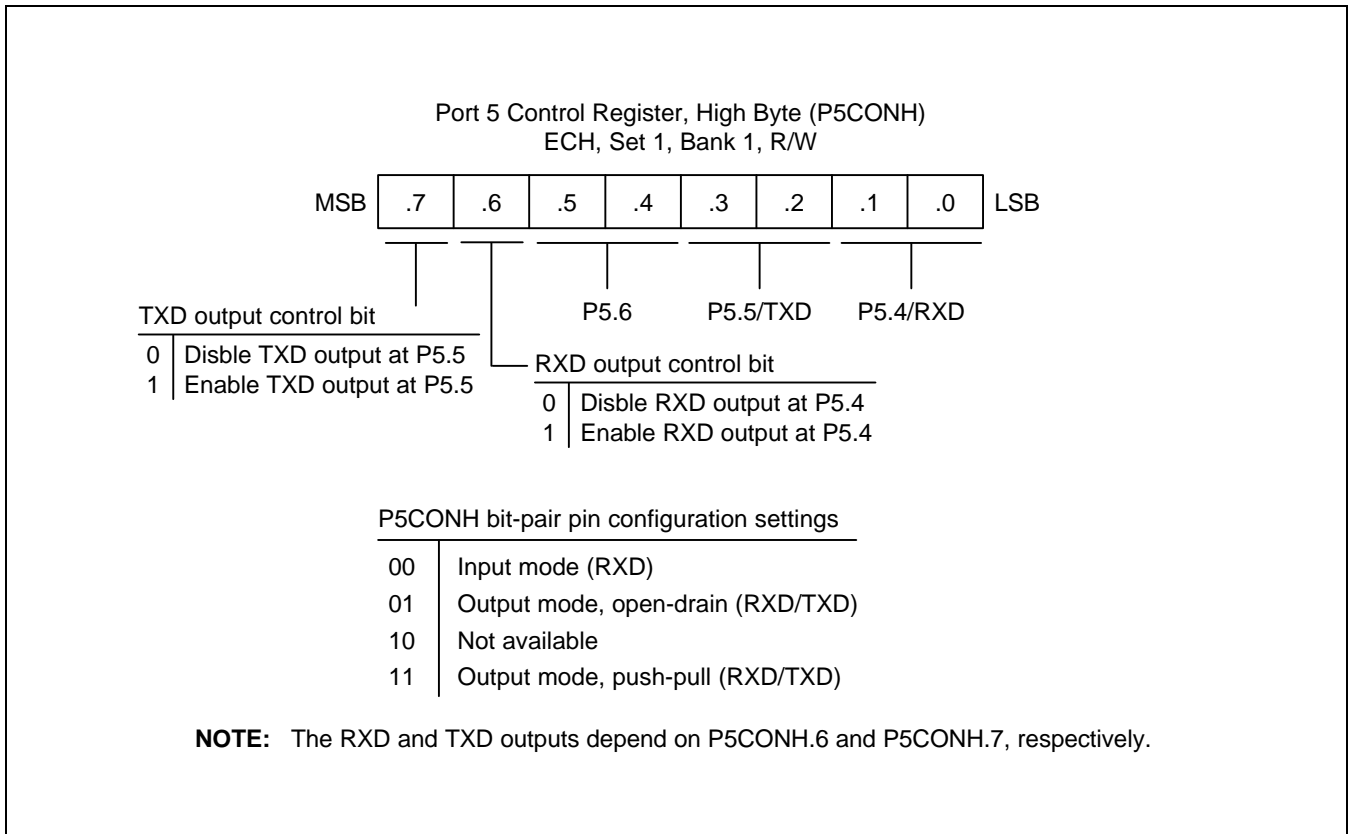 Port 5 Control Register, High Byte (P5CONH)
ECH, Set 1, Bank 1, R/W
MSB .7 .6 .5 .4 .3 .2 .1 .0 LSB
P5.6 P5.5/TXD P5.4/RXD
TXD output control bit
0 Disble TXD output at P5.5
1 Enable TXD output at P5.5
RXD output control bit
0 Disble RXD output at P5.4
1 Enable RXD output at P5.4
P5CONH bit-pair pin configuration settings
00 Input mode (RXD)
01 Output mode, open-drain (RXD/TXD)
10 Not available
11 Output mode, push-pull (RXD/TXD)
NOTE: The RXD and TXD outputs depend on P5CONH.6 and P5CONH.7, respectively.